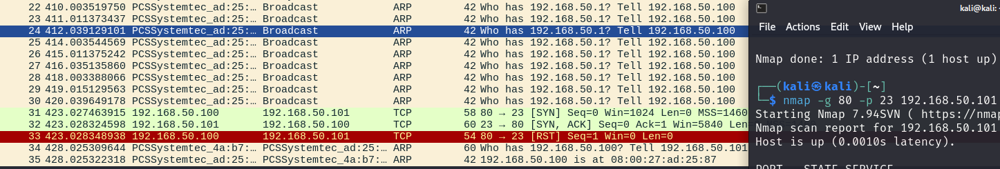 22 410.003519750 PCSSystemtec_ad:25:… Broadcast ARP 42 Who has 192.168.50.1? Tell 192.168.50.100
23 411.011373437 PCSSystemtec_ad:25:… Broadcast ARP 42 Who has 192.168.50.1? Tell 192.168.50.100
24 412.039129101 PCSSystemtec_ad:25:… Broadcast ARP 42 Who has 192.168.50.1? Tell 192.168.50.100
25 414.003544569 PCSSystemtec_ad:25:… Broadcast ARP 42 Who has 192.168.50.1? Tell 192.168.50.100
26 415.011375242 PCSSystemtec_ad:25:… Broadcast ARP 42 Who has 192.168.50.1? Tell 192.168.50.100
27 416.035135860 PCSSystemtec_ad:25:… Broadcast ARP 42 Who has 192.168.50.1? Tell 192.168.50.100
28 418.003388066 PCSSystemtec_ad:25:… Broadcast ARP 42 Who has 192.168.50.1? Tell 192.168.50.100
29 419.015129563 PCSSystemtec_ad:25:… Broadcast ARP 42 Who has 192.168.50.1? Tell 192.168.50.100
30 420.039649178 PCSSystemtec_ad:25:… Broadcast ARP 42 Who has 192.168.50.1? Tell 192.168.50.100
31 423.027463915 192.168.50.100 192.168.50.101 TCP 58 80 → 23 [SYN] Seq=0 Win=1024 Len=0 MSS=1460
32 423.028324598 192.168.50.101 192.168.50.100 TCP 60 23 → 80 [SYN, ACK] Seq=0 Ack=1 Win=5840 Len
33 423.028348938 192.168.50.100 192.168.50.101 TCP 54 80 → 23 [RST] Seq=1 Win=0 Len=0
34 428.025309644 PCSSystemtec_4a:b7:… PCSSystemtec_ad:25:… ARP 60 Who has 192.168.50.100? Tell 192.168.50.101
35 428.025322318 PCSSystemtec_ad:25:… PCSSystemtec_4a:b7:… ARP 42 192.168.50.100 is at 08:00:27:ad:25:87
kali@kali:
File Actions Edit View Help
Nmap done: 1 IP address (1 host up)
┌──(kali㉿kali)-[~]
└─$ nmap -g 80 -p 23 192.168.50.101
Starting Nmap 7.94SVN ( https://nmap
Nmap scan report for 192.168.50.101
Host is up (0.0010s latency).
PORT STATE SERVICE